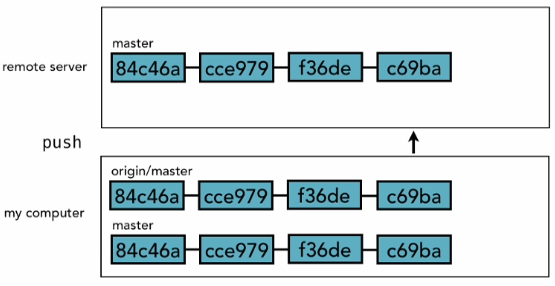 master
remote server
84c46a
cce979
f36de
c69ba
push
origin/master
84c46a
cce979
f36de
c69ba
my computer
master
84c46a
cce979
f36de
c69ba